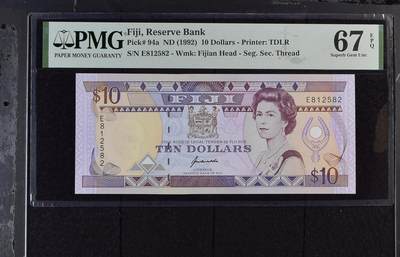 PMG
PAPER MONEY GUARANTY
Fiji, Reserve Bank
Pick# 94a ND (1992) 10 Dollars - Printer: TDLR
S/N E812582 - Wmk: Fijian Head - Seg. Sec. Thread
67 EPQ
Superb Gem Unc
$10
FIJI
E812582
E812582
TEN DOLLARS
$10